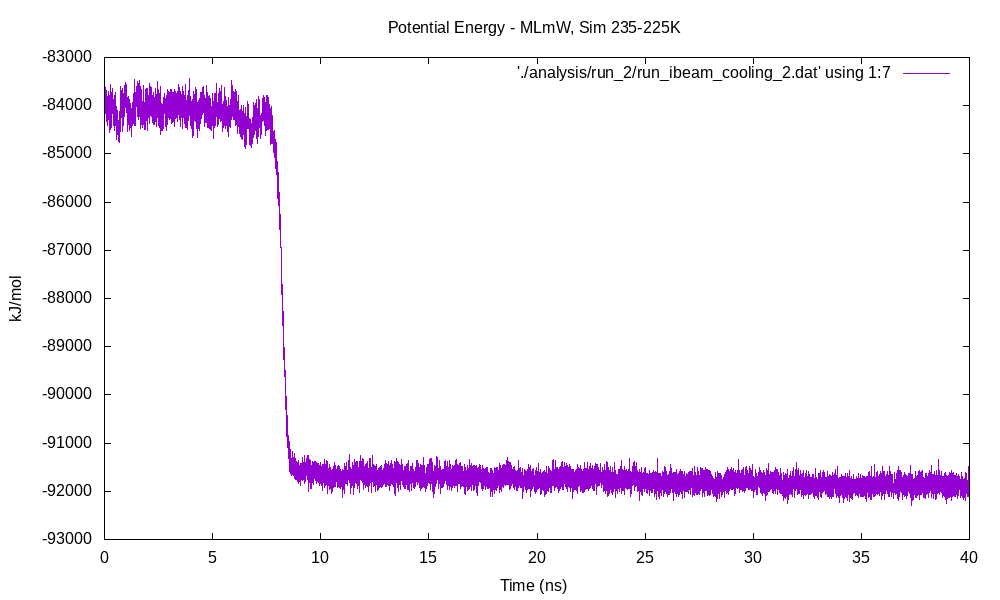 Potential Energy - MLmW, Sim 235-225K
'./analysis/run_2/run_ibeam_cooling_2.dat' using 1:7
-83000
-84000
-85000
-86000
-87000
-88000
-89000
-90000
-91000
-92000
-93000
kJ/mol
0 5 10 15 20 25 30 35 40
Time (ns)